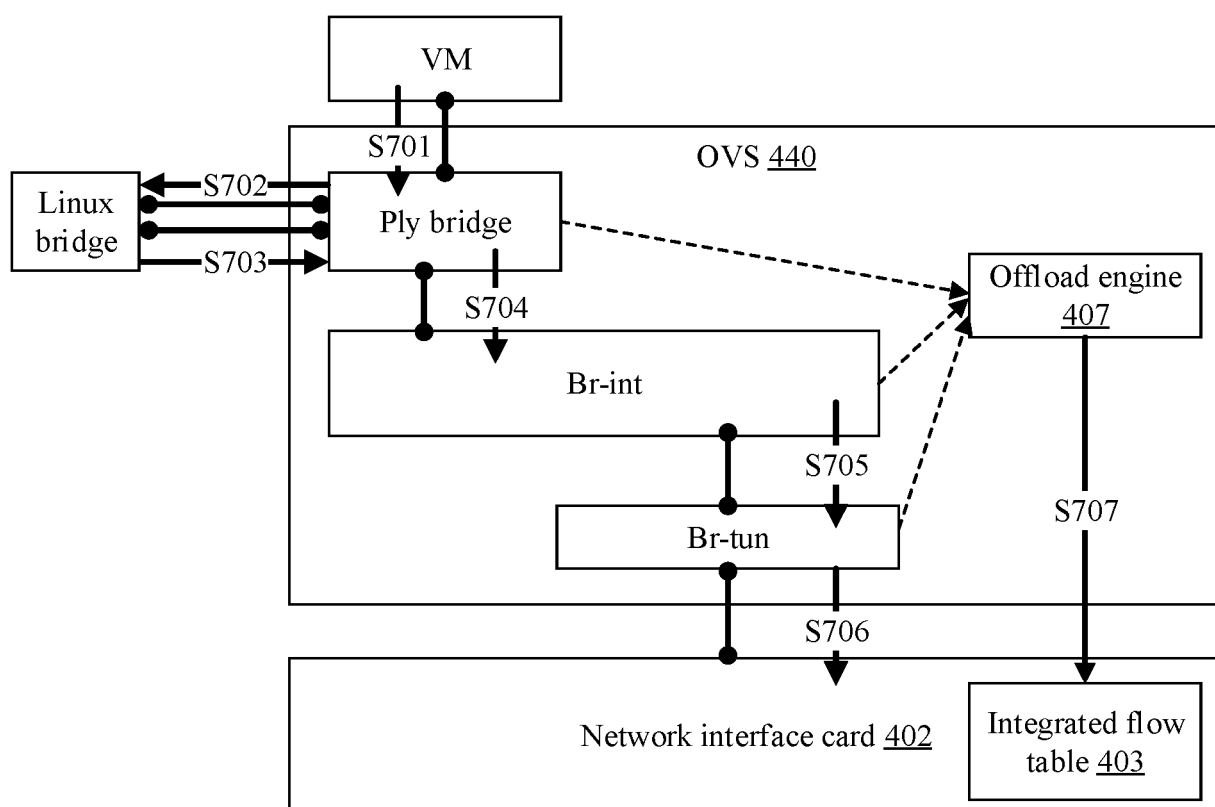 VM
S701
OVS 440
S702
Linux
bridge
Ply bridge
S703
Offload engine
407
S704
Br-int
S705
S707
Br-tun
S706
Network interface card 402
Integrated flow
table 403